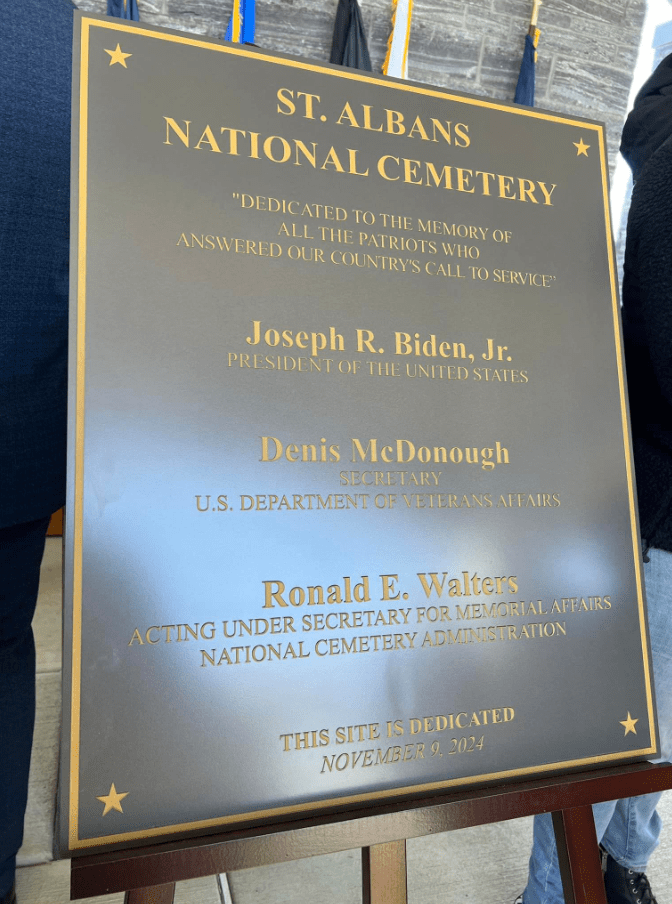 ST. ALBANS
NATIONAL CEMETERY
"DEDICATED TO THE MEMORY OF
ALL THE PATRIOTS WHO
ANSWERED OUR COUNTRY'S CALL TO SERVICE"
Joseph R. Biden, Jr.
PRESIDENT OF THE UNITED STATES
Denis McDonough
SECRETARY
U.S. DEPARTMENT OF VETERANS AFFAIRS
Ronald E. Walters
ACTING UNDER SECRETARY FOR MEMORIAL AFFAIRS
NATIONAL CEMETERY ADMINISTRATION
THIS SITE IS DEDICATED
NOVEMBER 9, 2024